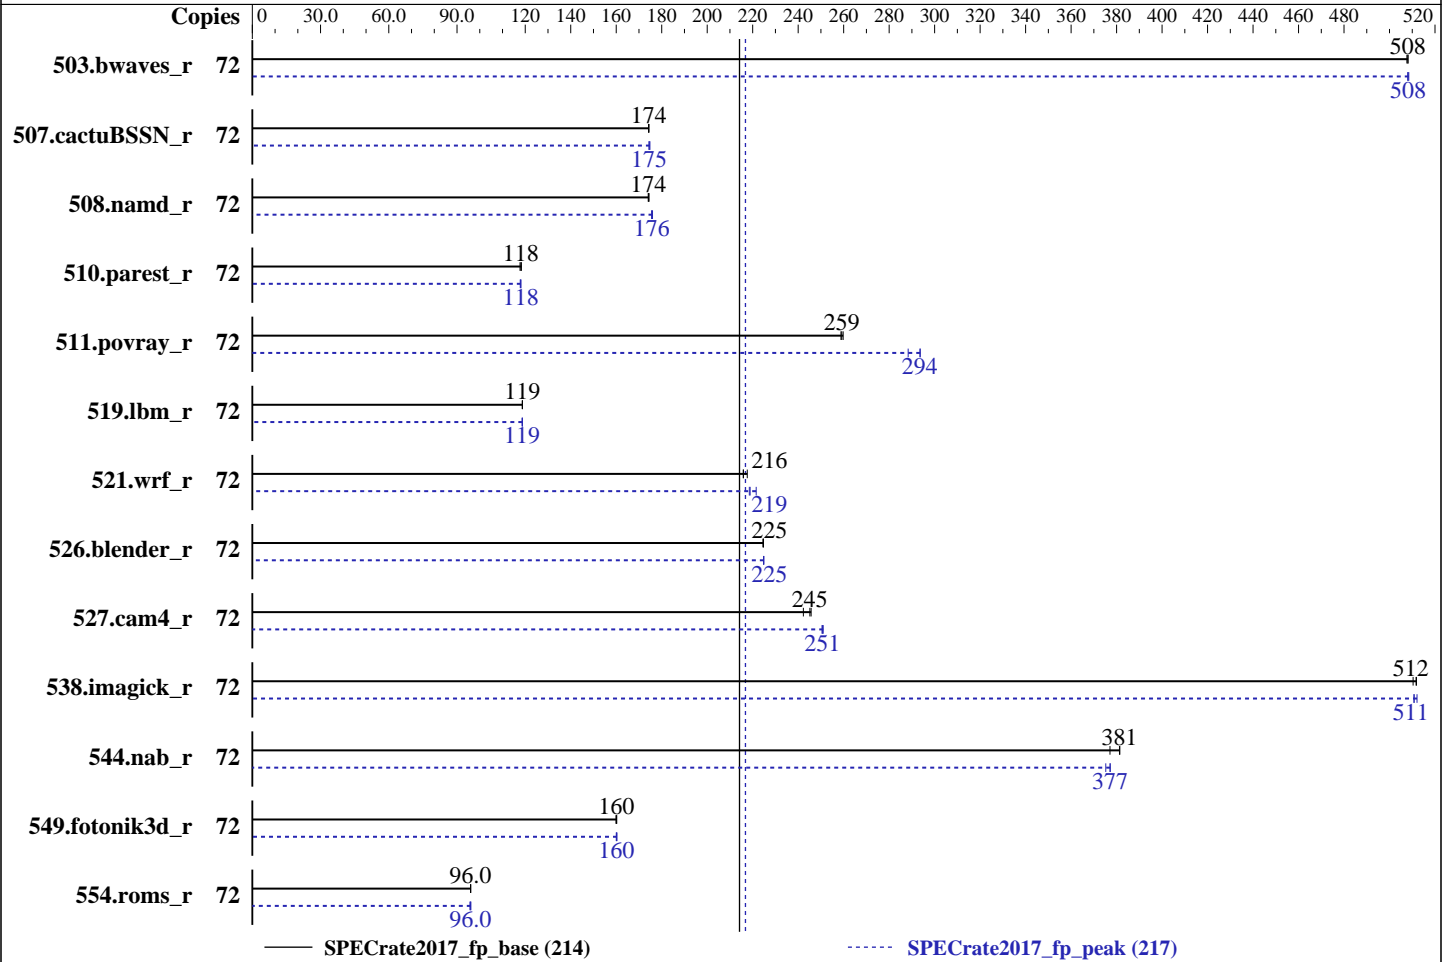 Copies 0 30.0 60.0 90.0 120 140 160 180 200 220 240 260 280 300 320 340 360 380 400 420 440 460 480 520
503.bwaves_r 72 508
508
507.cactuBSSN_r 72 174
175
508.namd_r 72 174
176
510.parest_r 72 118
118
511.povray_r 72 259
294
519.lbm_r 72 119
119
521.wrf_r 72 216
219
526.blender_r 72 225
225
527.cam4_r 72 245
251
538.imagick_r 72 512
511
544.nab_r 72 381
377
549.fotonik3d_r 72 160
160
554.roms_r 72 96.0
96.0
SPECrate2017_fp_base (214) SPECrate2017_fp_peak (217)